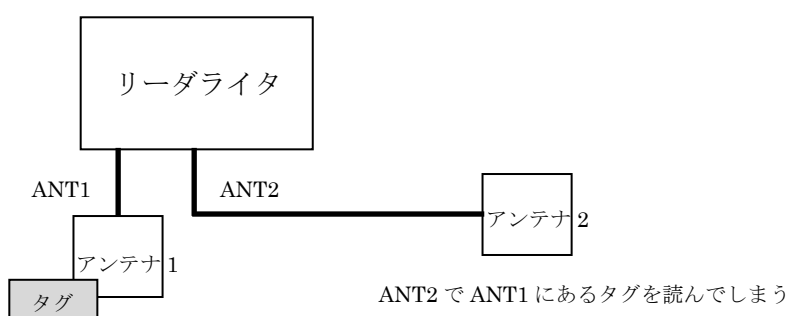 リーダライタ
ANT1
ANT2
アンテナ 1
アンテナ 2
タグ
ANT2 で ANT1 にあるタグを読んでしまう